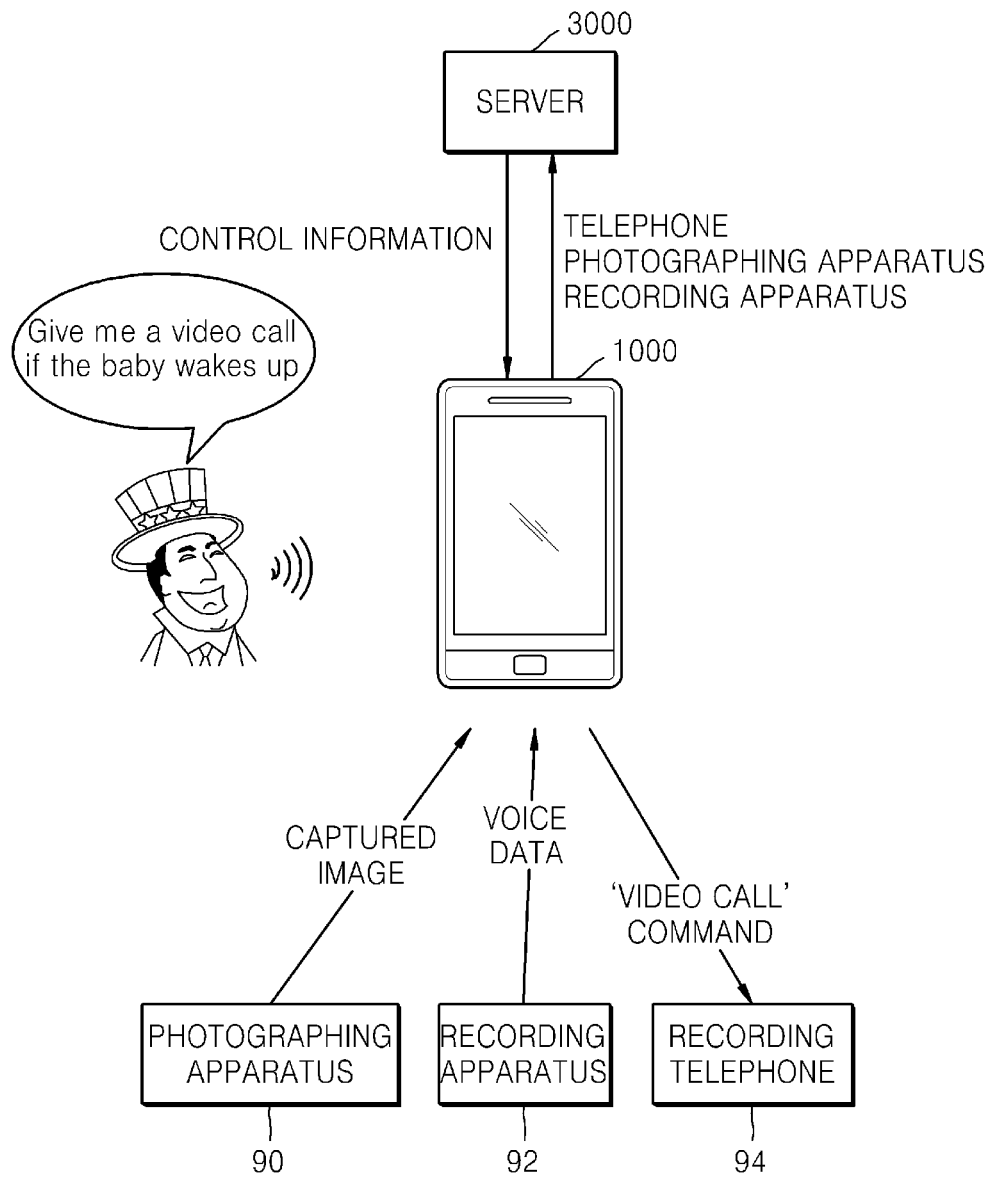 3000
SERVER
CONTROL INFORMATION
TELEPHONE
PHOTOGRAPHING APPARATUS
RECORDING APPARATUS
1000
Give me a video call
if the baby wakes up
CAPTURED
IMAGE
VOICE
DATA
‘VIDEO CALL’
COMMAND
PHOTOGRAPHING
APPARATUS
RECORDING
APPARATUS
RECORDING
TELEPHONE
90
92
94